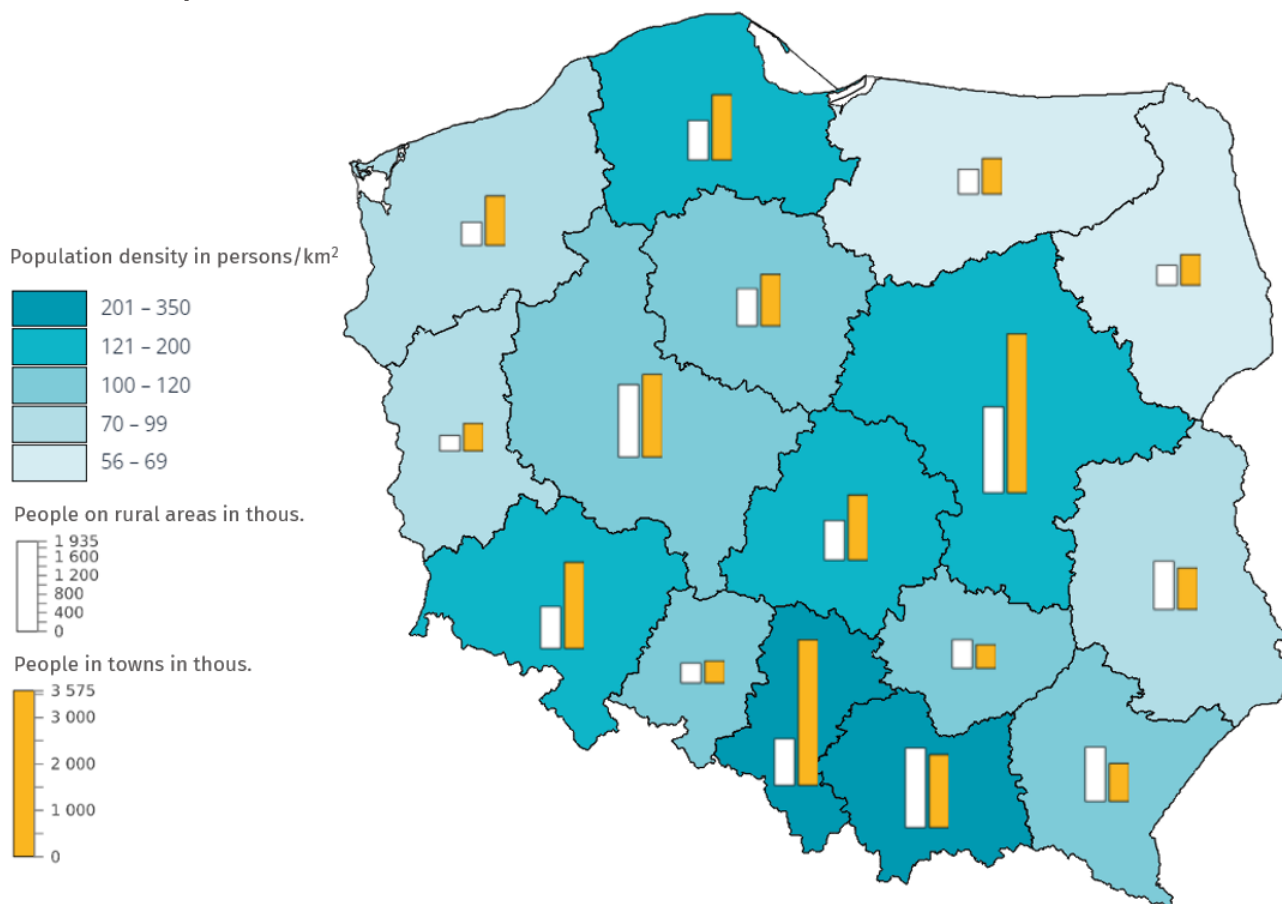 Population density in persons/km²
201 – 350
121 – 200
100 – 120
70 – 99
56 – 69
People on rural areas in thous.
1 935
1 600
1 200
800
400
0
People in towns in thous.
3 575
3 000
2 000
1 000
0